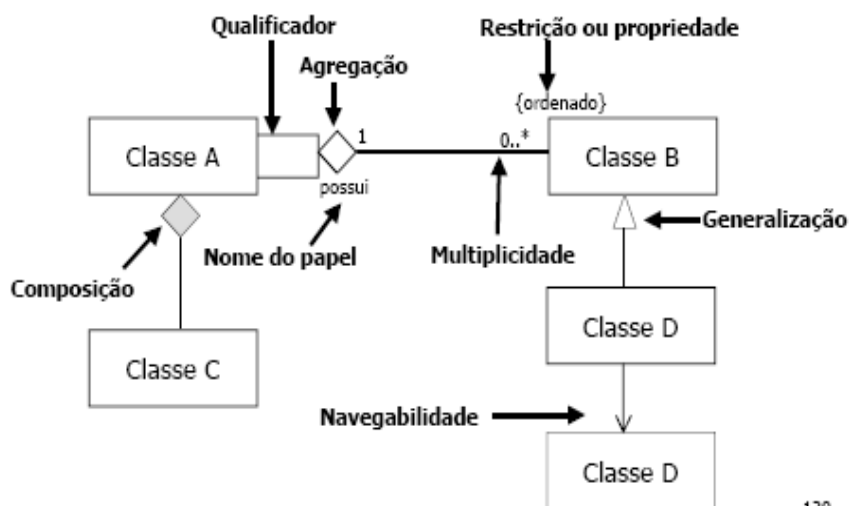 Qualificador
Restrição ou propriedade
Agregação
{ordenado}
Classe A
1
0..*
Classe B
possui
Generalização
Nome do papel
Multiplicidade
Composição
Classe D
Classe C
Navegabilidade
Classe D